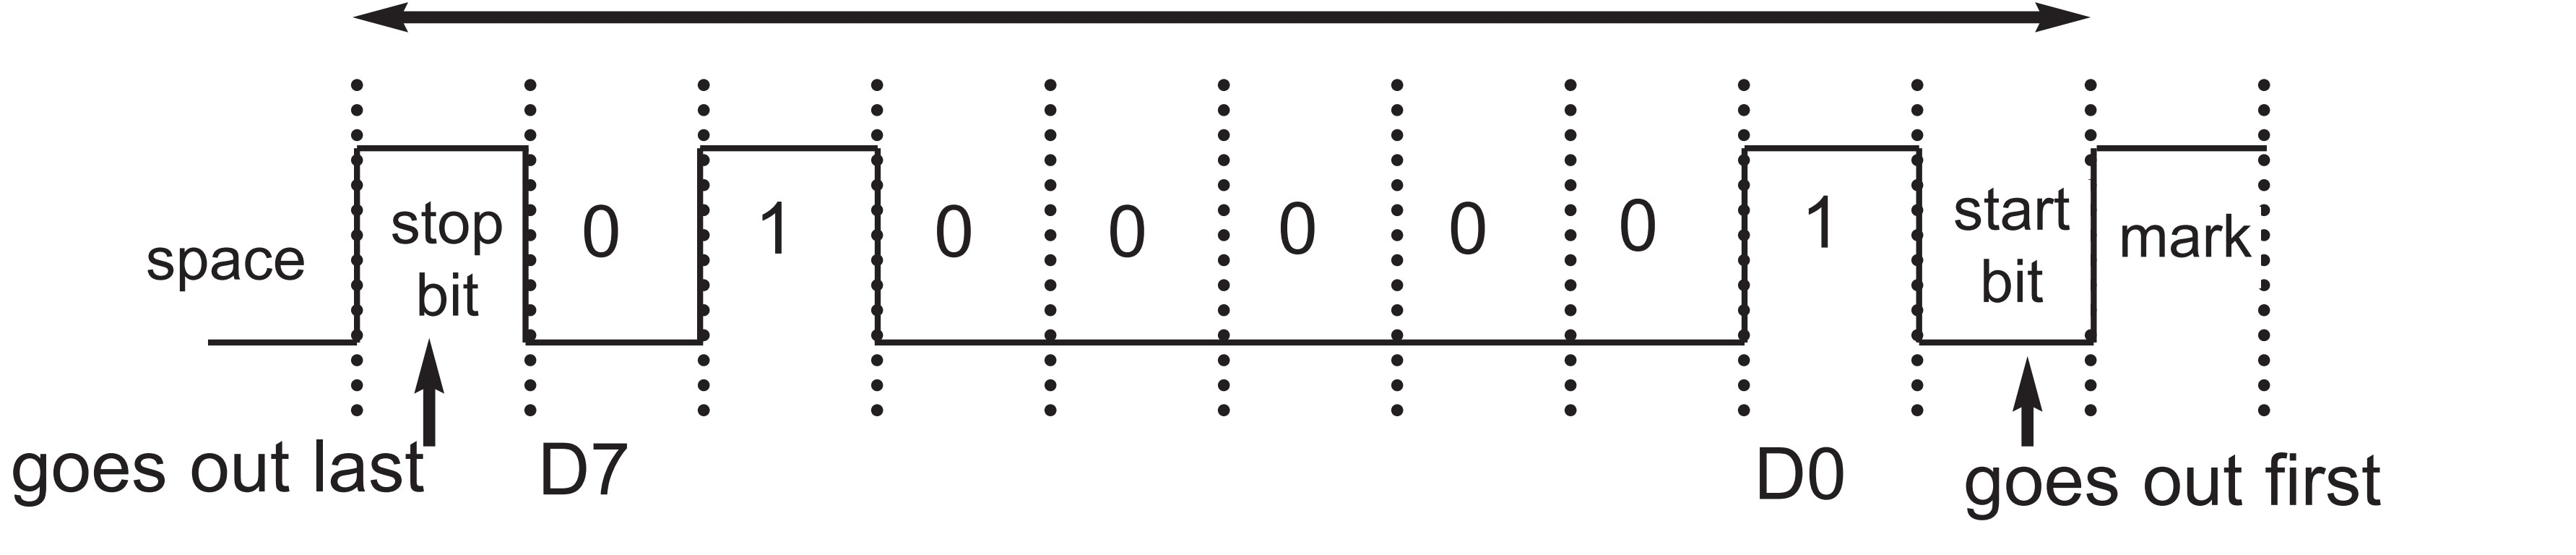 space
stop
bit
0
1
0
0
0
0
0
1
start
bit
mark
goes out last
D7
D0
goes out first